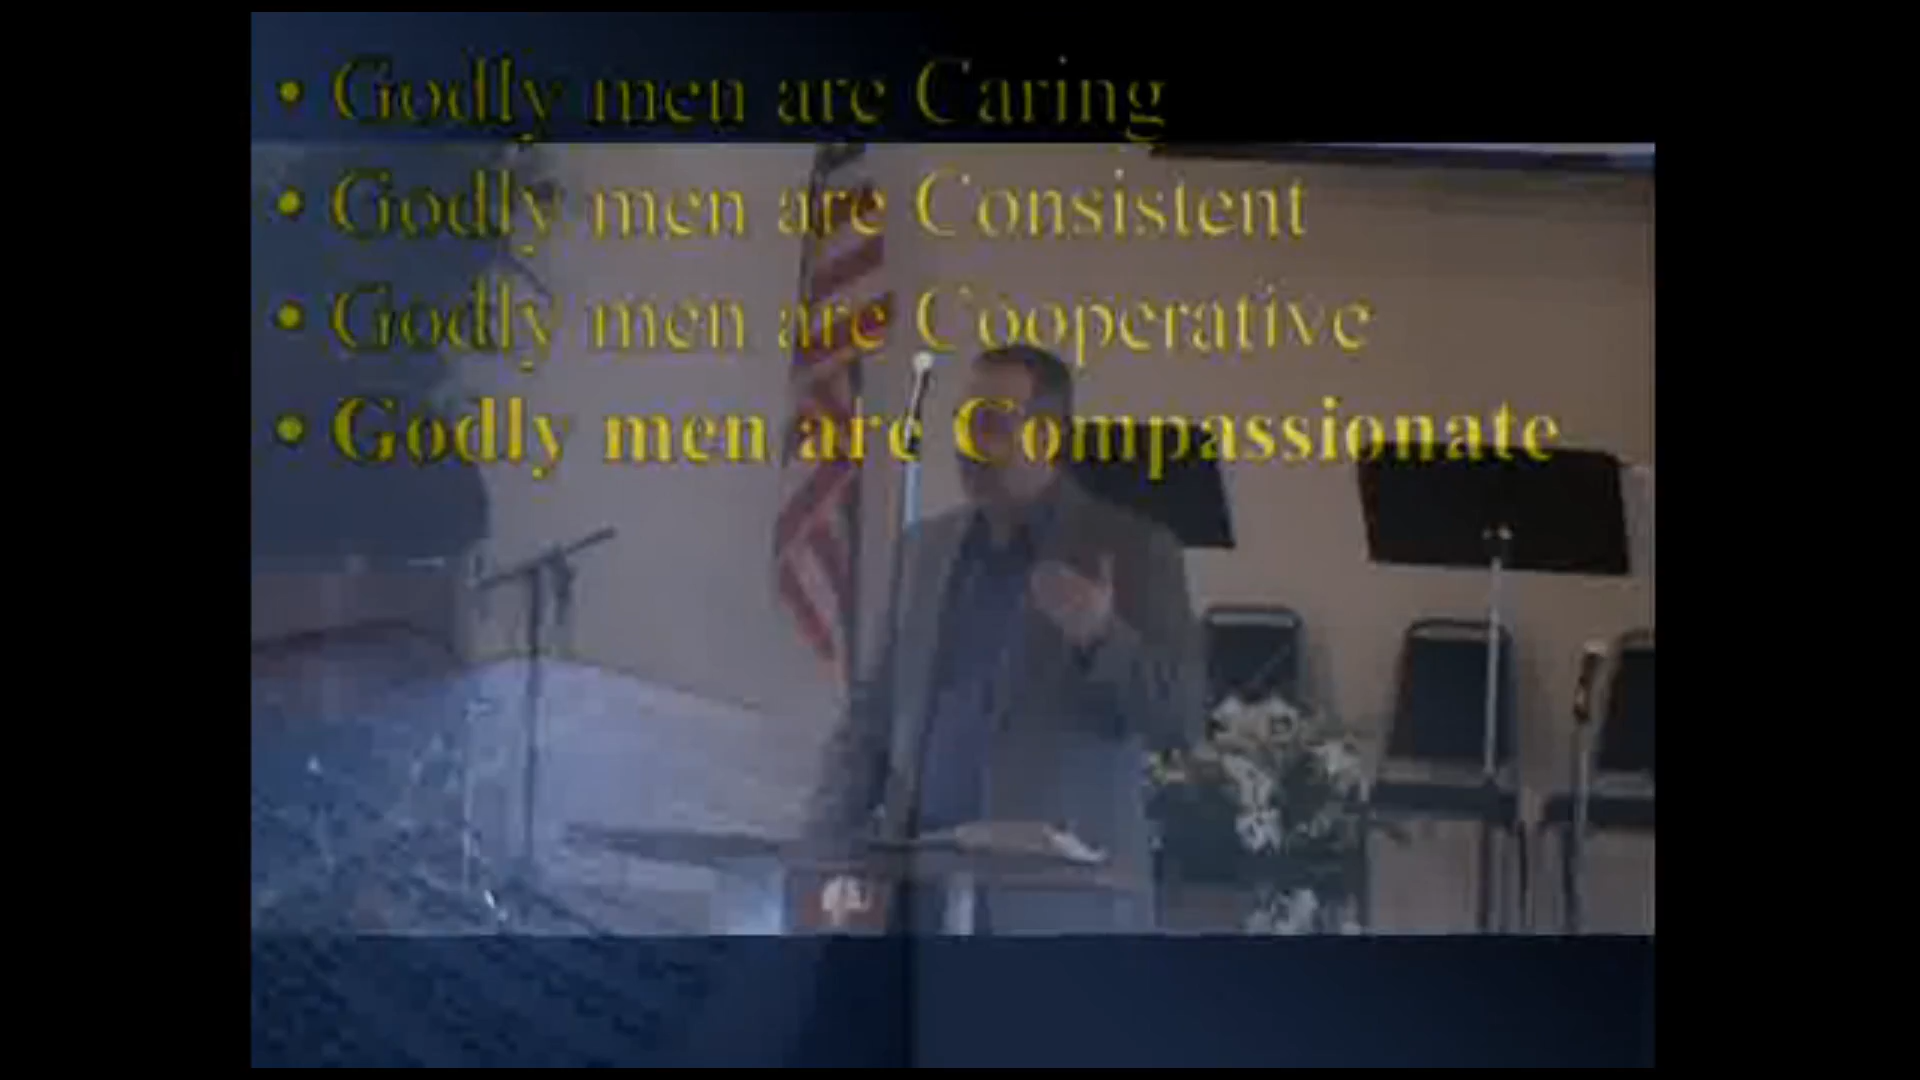 • Godly men are Caring
• Godly men are Consistent
• Godly men are Cooperative
• Godly men are Compassionate